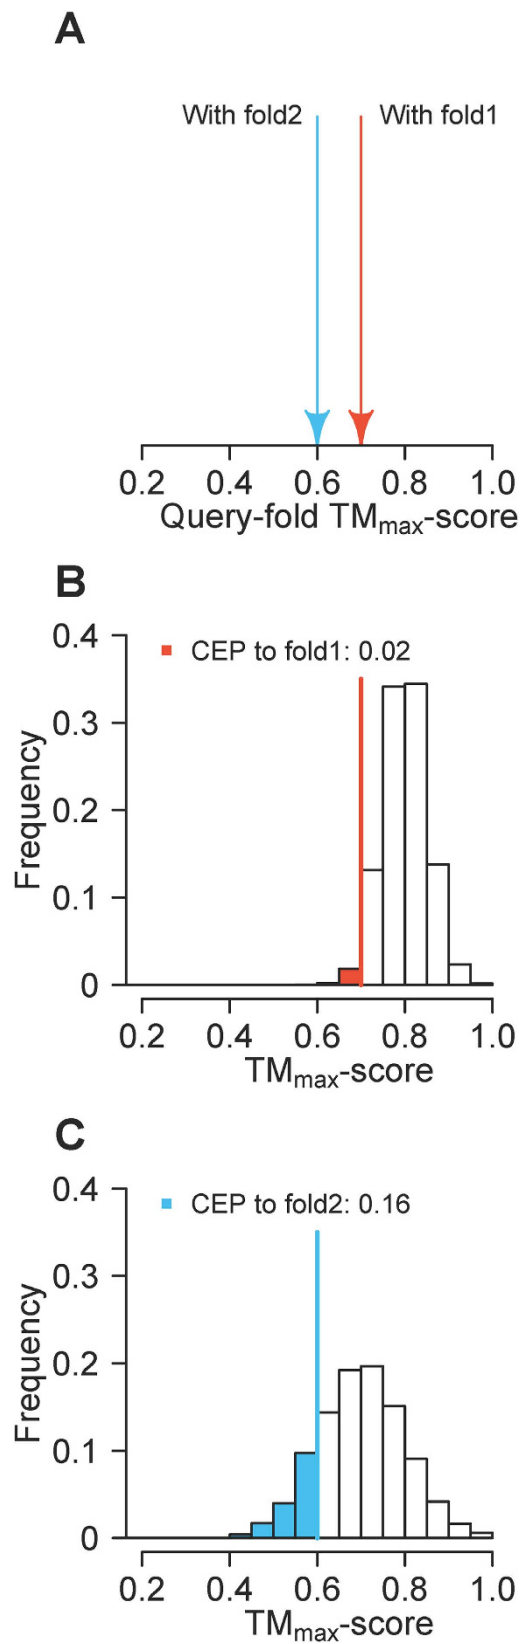 A
With fold2 With fold1
0.2 0.4 0.6 0.8 1.0
Query-fold TMmax-score
B
0.4
CEP to fold1: 0.02
0.3
0.2
0.1
0
Frequency
0.2 0.4 0.6 0.8 1.0
TMmax-score
C
0.4
CEP to fold2: 0.16
0.3
0.2
0.1
0
Frequency
0.2 0.4 0.6 0.8 1.0
TMmax-score